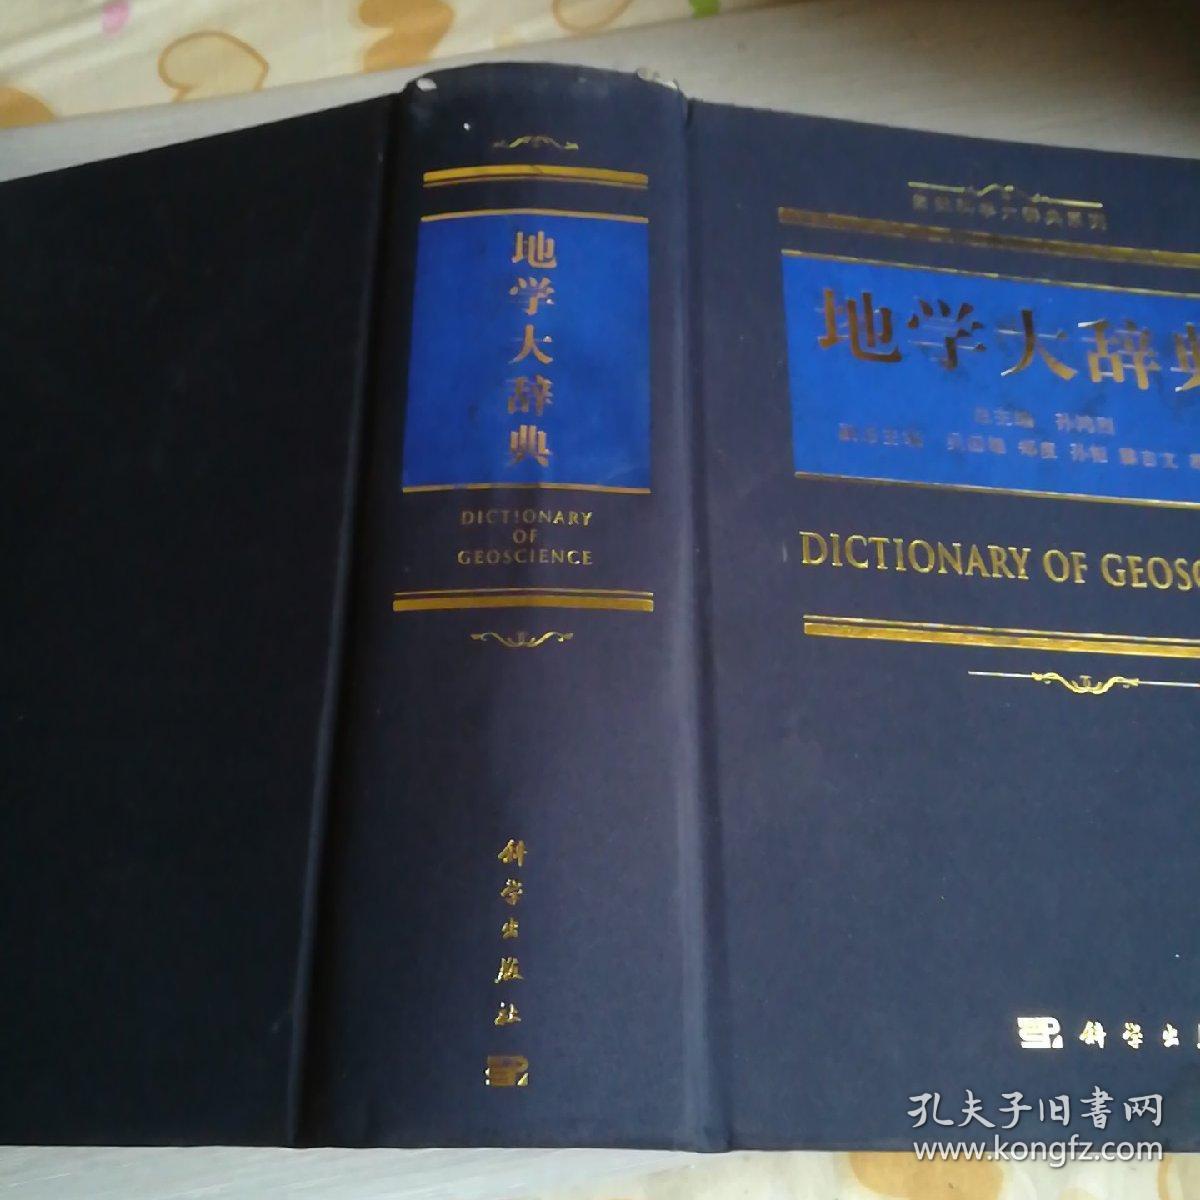 地学大辞典
DICTIONARY
OF
GEOSCIENCE
科学出版社
地学大辞典
总主编 孙鸿烈
DICTIONARY OF GEOSC
科学出
孔夫子旧书网
www.kongfz.com